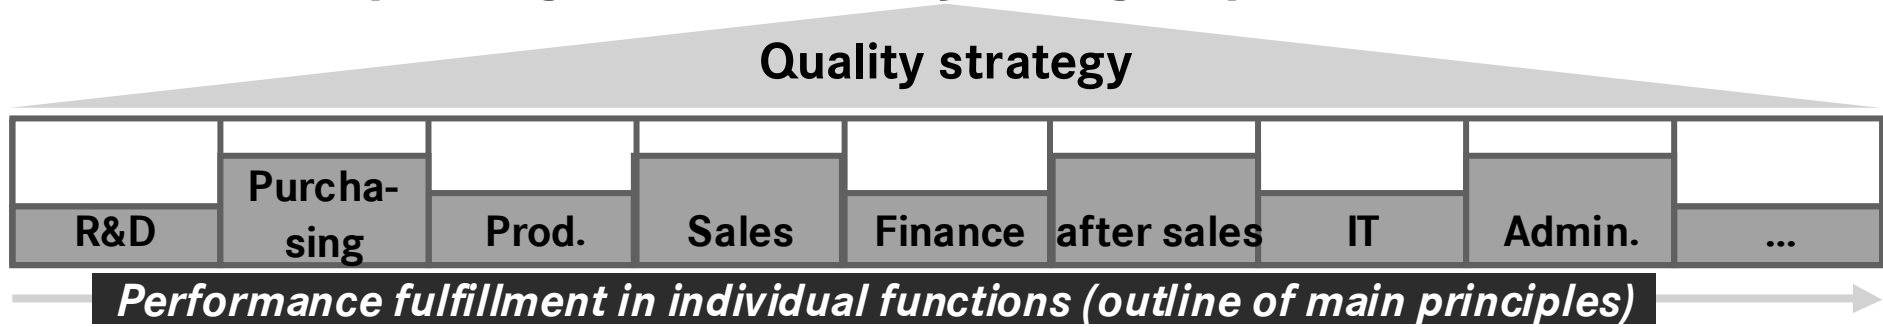 Quality strategy
R&D
Purcha-
sing
Prod.
Sales
Finance
after sales
IT
Admin.
...
Performance fulfillment in individual functions (outline of main principles)